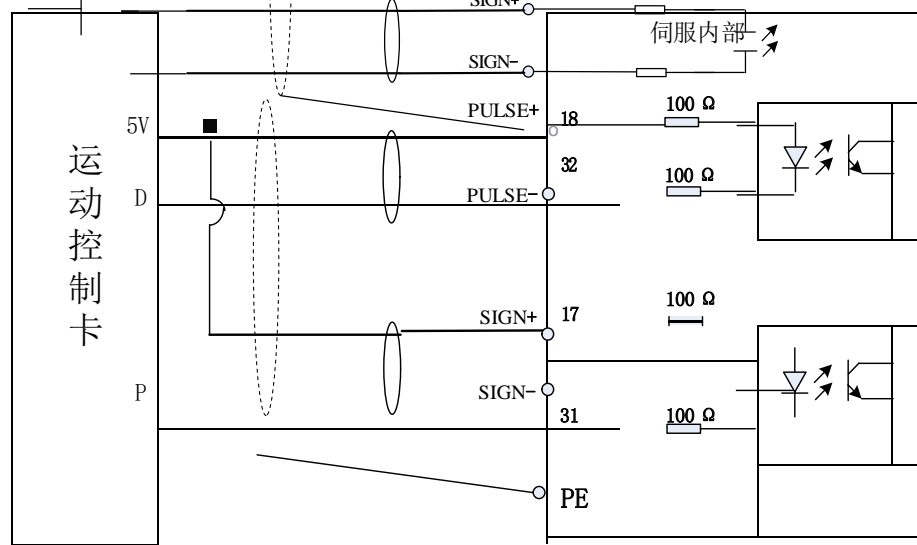 SIGN+
伺服内部
SIGN-
PULSE+
18
100 Ω
5V
32
100 Ω
D
PULSE-
运动控制卡
17
100 Ω
SIGN+
P
SIGN-
31
100 Ω
PE